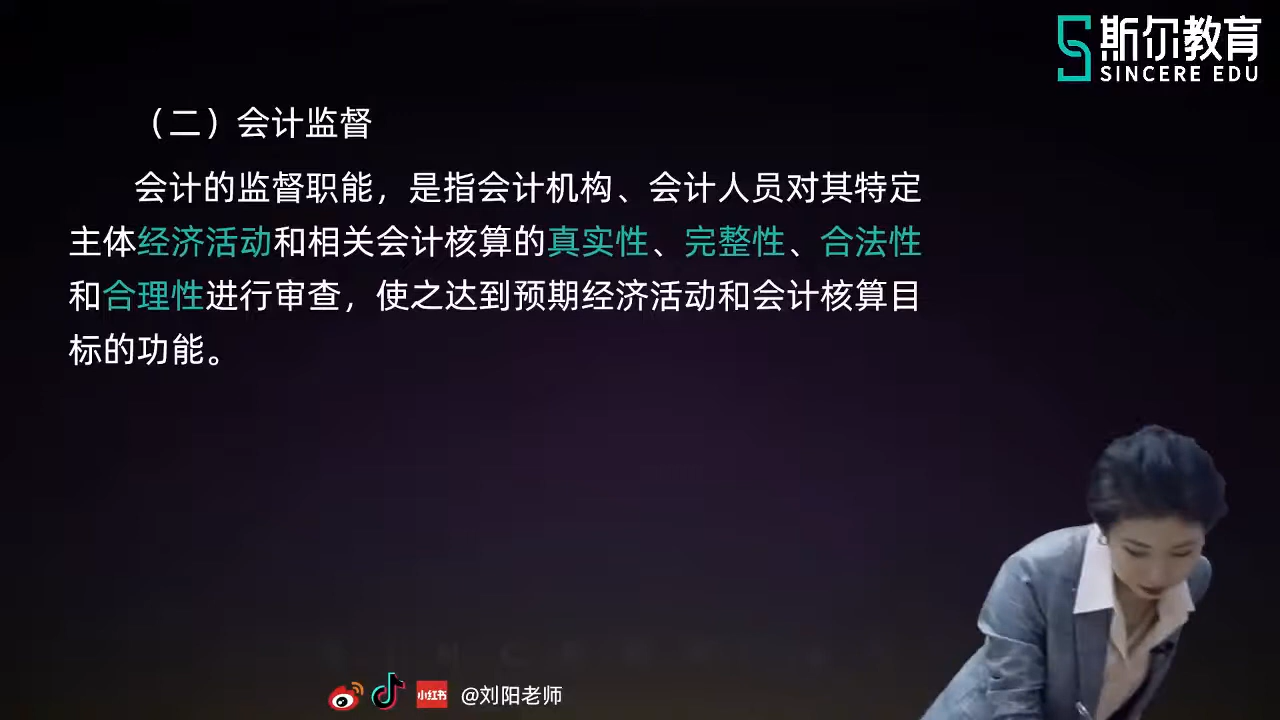 斯尔教育
SINCERE EDU
（二）会计监督
会计的监督职能，是指会计机构、会计人员对其特定
主体经济活动和相关会计核算的真实性、完整性、合法性
和合理性进行审查，使之达到预期经济活动和会计核算目
标的功能。
小红书 @刘阳老师